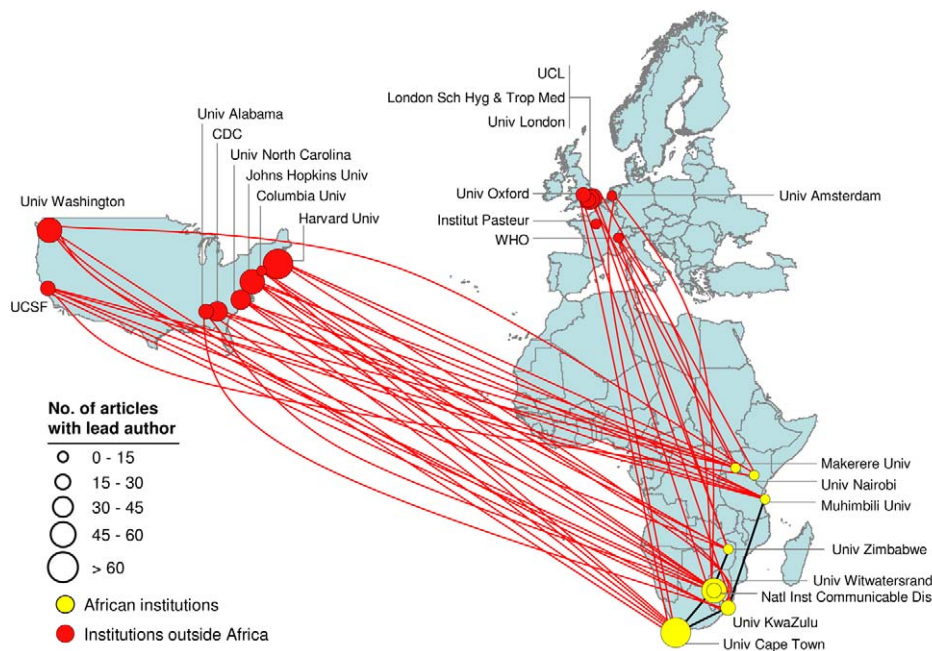 UCL
London Sch Hyg & Trop Med
Univ London
Univ Alabama
CDC
Univ North Carolina
Johns Hopkins Univ
Columbia Univ
Harvard Univ
Univ Washington
UCSF
Univ Oxford
Institut Pasteur
WHO
Univ Amsterdam
No. of articles
with lead author
0 - 15
15 - 30
30 - 45
45 - 60
> 60
African institutions
Institutions outside Africa
Makerere Univ
Univ Nairobi
Muhimbili Univ
Univ Zimbabwe
Univ Witwatersrand
Natl Inst Communicable Dis
Univ KwaZulu
Univ Cape Town